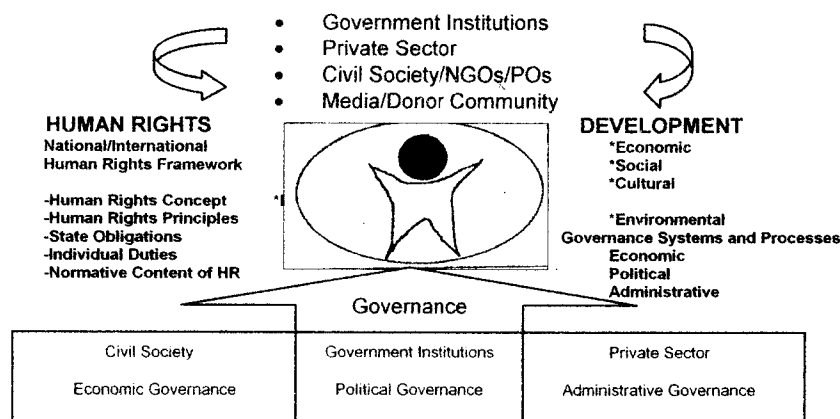 • Government Institutions
• Private Sector
• Civil Society/NGOs/POs
• Media/Donor Community
HUMAN RIGHTS
National/International
Human Rights Framework
-Human Rights Concept
-Human Rights Principles
-State Obligations
-Individual Duties
-Normative Content of HR
DEVELOPMENT
*Economic
*Social
*Cultural
*Environmental
Governance Systems and Processes
Economic
Political
Administrative
Governance
Civil Society
Economic Governance
Government Institutions
Political Governance
Private Sector
Administrative Governance